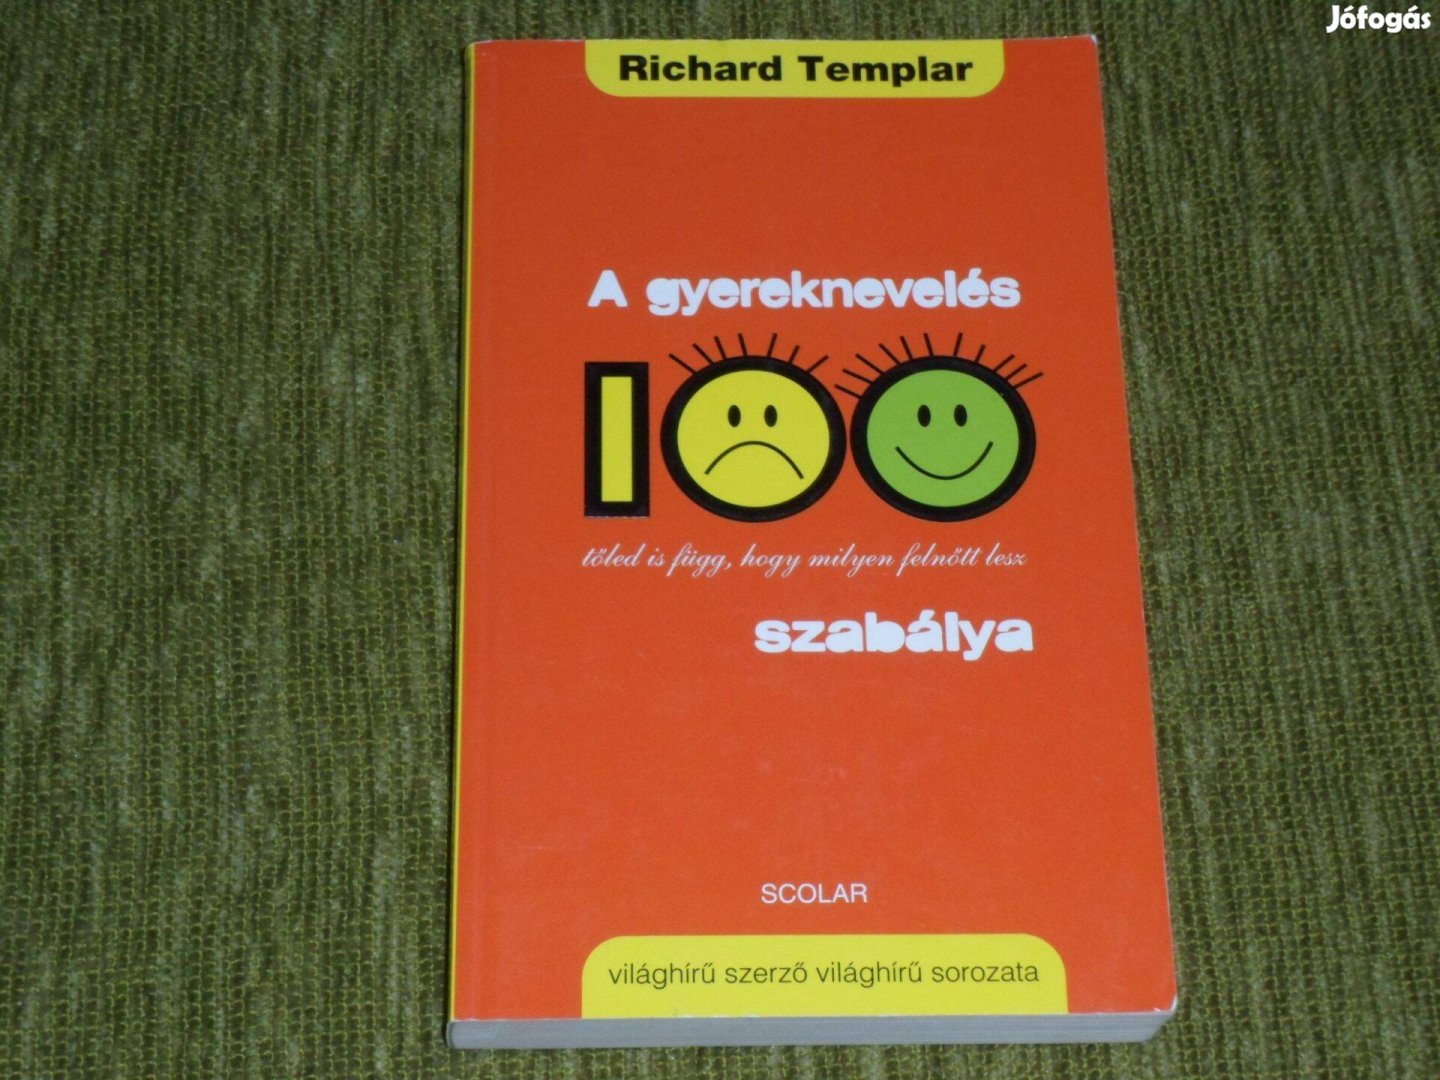 Jófogás
Richard Templar
A gyereknevelés
100
tőled is függ, hogy milyen felnőtt lesz
szabálya
SCOLAR
világhírű szerző világhírű sorozata